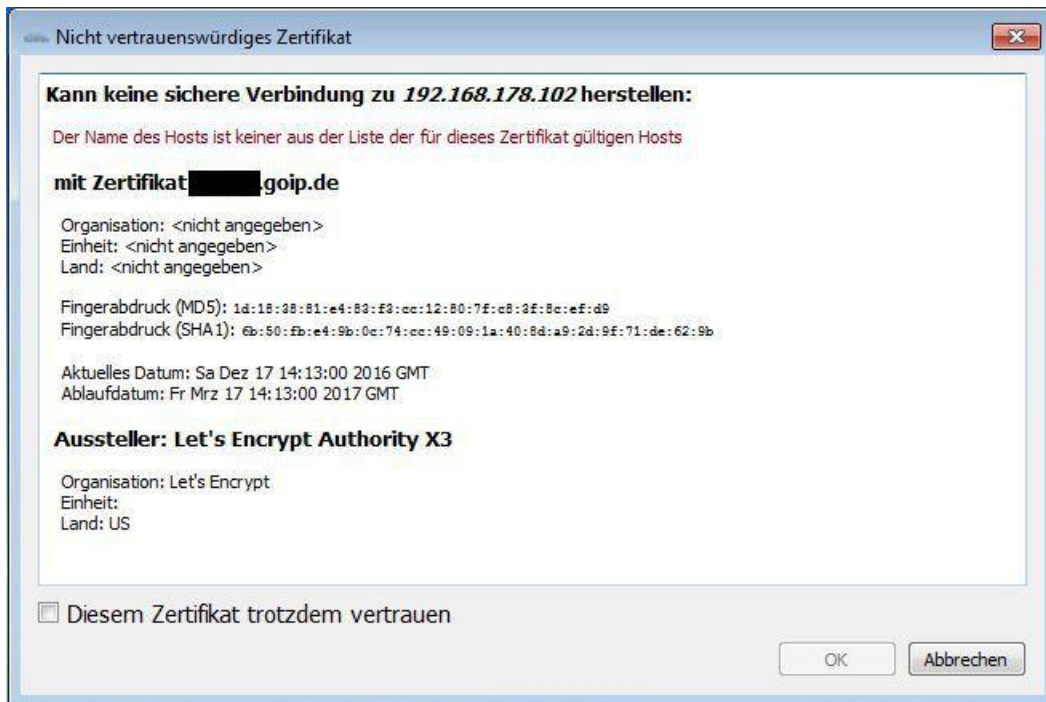 Nicht vertrauenswürdiges Zertifikat
Kann keine sichere Verbindung zu 192.168.178.102 herstellen:
Der Name des Hosts ist keiner aus der Liste der für dieses Zertifikat gültigen Hosts
mit Zertifikat .goip.de
Organisation: <nicht angegeben>
Einheit: <nicht angegeben>
Land: <nicht angegeben>
Fingerabdruck (MD5): 1d:18:38:81:e4:83:f3:cc:12:80:7f:c8:3f:8c:ef:d9
Fingerabdruck (SHA1): 6b:50:fb:e4:9b:0c:74:cc:49:09:1a:40:8d:a9:2d:9f:71:de:62:9b
Aktuelles Datum: Sa Dez 17 14:13:00 2016 GMT
Ablaufdatum: Fr Mrz 17 14:13:00 2017 GMT
Aussteller: Let's Encrypt Authority X3
Organisation: Let's Encrypt
Einheit:
Land: US
Diesem Zertifikat trotzdem vertrauen
OK
Abbrechen